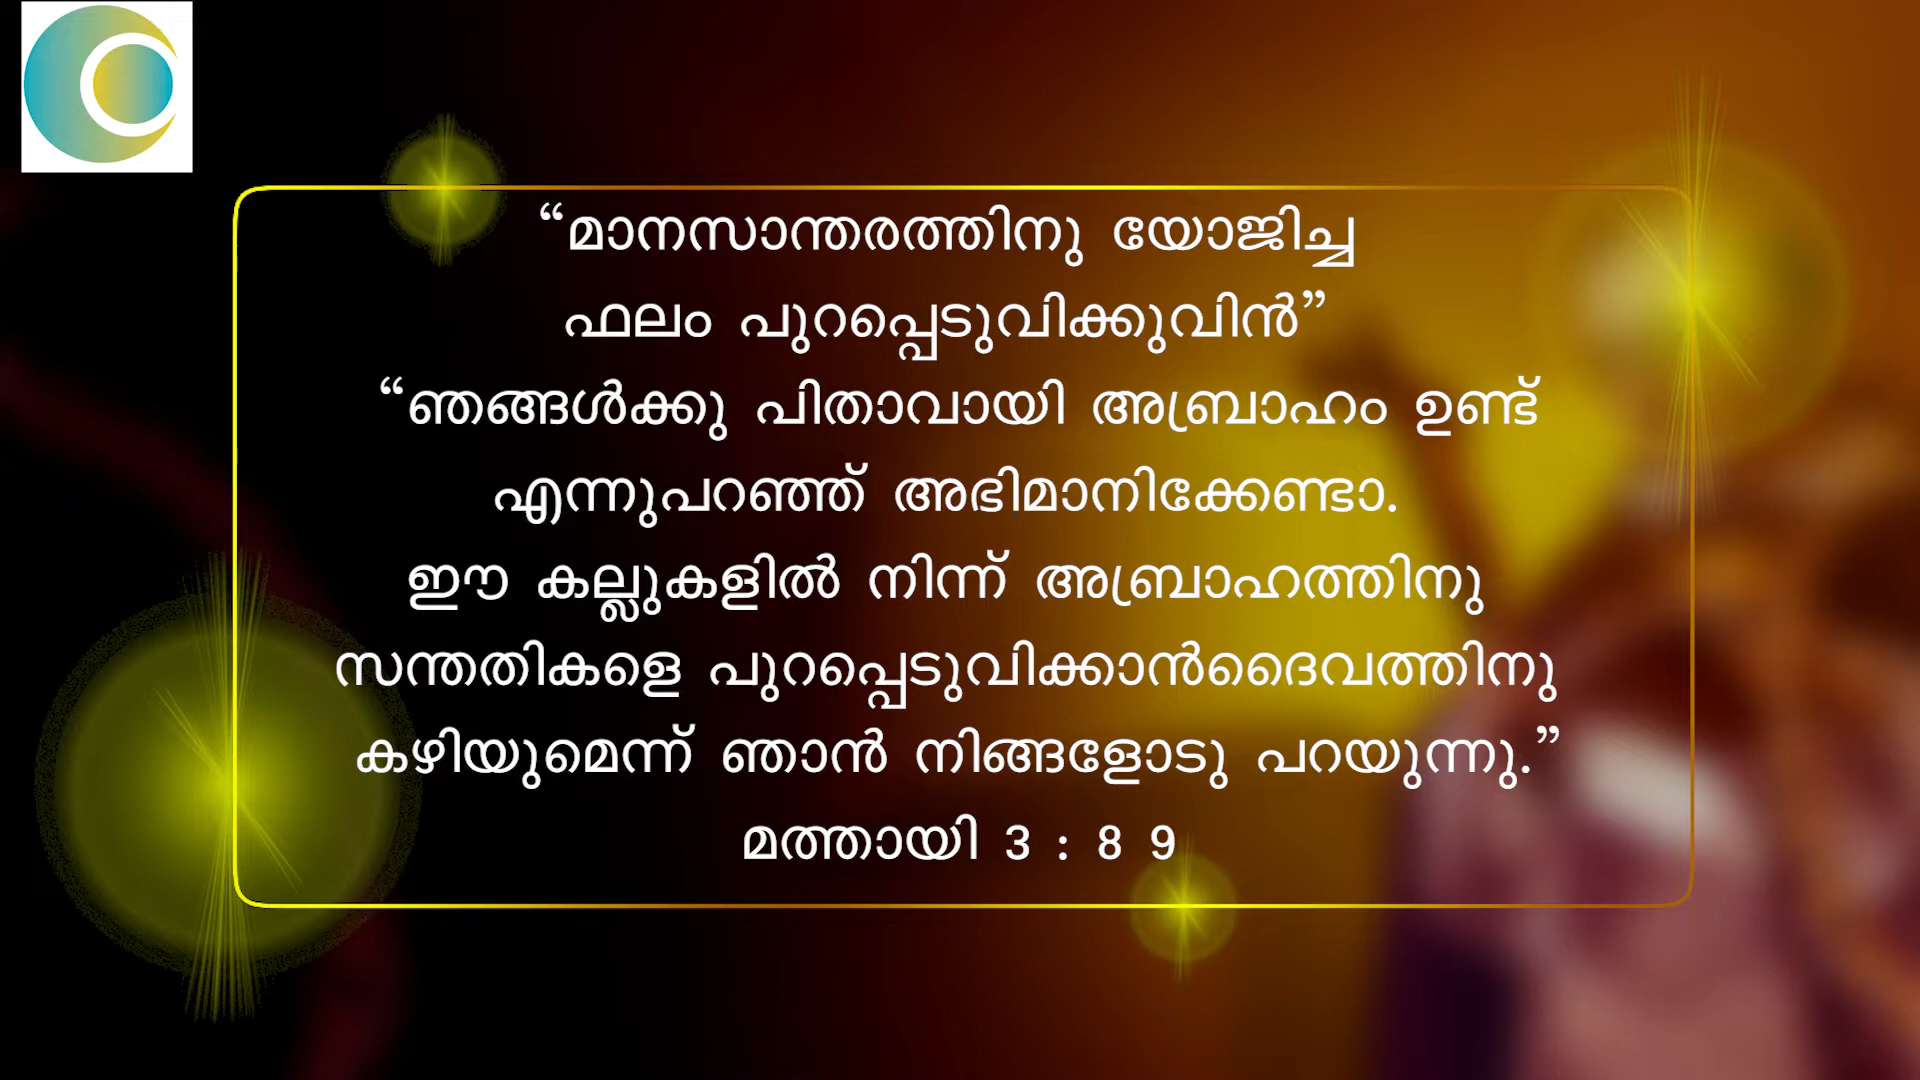 “മാനസാന്തരത്തിനു യോജിച്ച
ഫലം പുറപ്പെടുവിക്കുവിൻ”
“ഞങ്ങൾക്കു പിതാവായി അബ്രാഹം ഉണ്ട്
എന്നുപറഞ്ഞ് അഭിമാനിക്കേണ്ടാ.
ഈ കല്ലുകളിൽ നിന്ന് അബ്രാഹത്തിനു
സന്തതികളെ പുറപ്പെടുവിക്കാൻദൈവത്തിനു
കഴിയുമെന്ന് ഞാൻ നിങ്ങളോടു പറയുന്നു.”
മത്തായി 3 : 8 9